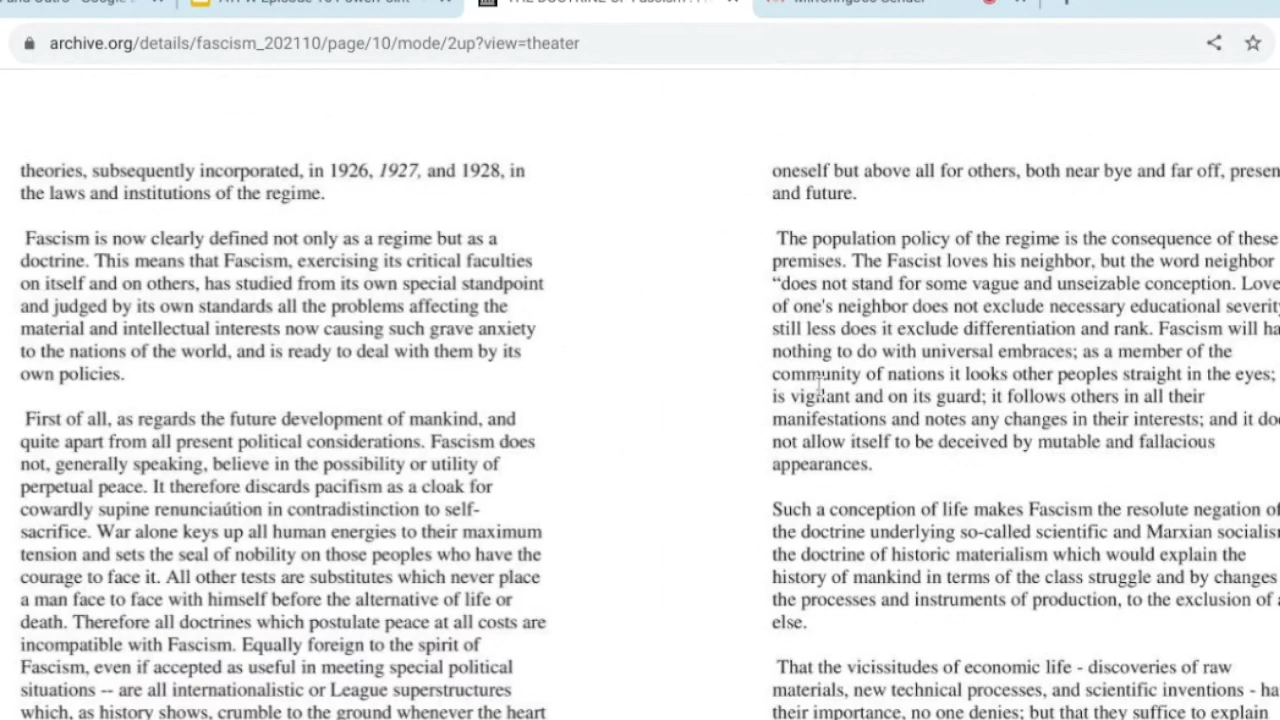 archive.org/details/fascism_202110/page/10/mode/2up?view=theater
theories, subsequently incorporated, in 1926, 1927, and 1928, in
the laws and institutions of the regime.
Fascism is now clearly defined not only as a regime but as a
doctrine. This means that Fascism, exercising its critical faculties
on itself and on others, has studied from its own special standpoint
and judged by its own standards all the problems affecting the
material and intellectual interests now causing such grave anxiety
to the nations of the world, and is ready to deal with them by its
own policies.
First of all, as regards the future development of mankind, and
quite apart from all present political considerations. Fascism does
not, generally speaking, believe in the possibility or utility of
perpetual peace. It therefore discards pacifism as a cloak for
cowardly supine renunciaútion in contradistinction to self-
sacrifice. War alone keys up all human energies to their maximum
tension and sets the seal of nobility on those peoples who have the
courage to face it. All other tests are substitutes which never place
a man face to face with himself before the alternative of life or
death. Therefore all doctrines which postulate peace at all costs are
incompatible with Fascism. Equally foreign to the spirit of
Fascism, even if accepted as useful in meeting special political
situations -- are all internationalistic or League superstructures
which, as history shows, crumble to the ground whenever the heart
oneself but above all for others, both near bye and far off, presen
and future.
The population policy of the regime is the consequence of these
premises. The Fascist loves his neighbor, but the word neighbor
“does not stand for some vague and unseizable conception. Love
of one's neighbor does not exclude necessary educational severity
still less does it exclude differentiation and rank. Fascism will ha
nothing to do with universal embraces; as a member of the
community of nations it looks other peoples straight in the eyes;
is vigilant and on its guard; it follows others in all their
manifestations and notes any changes in their interests; and it doe
not allow itself to be deceived by mutable and fallacious
appearances.
Such a conception of life makes Fascism the resolute negation of
the doctrine underlying so-called scientific and Marxian socialism
the doctrine of historic materialism which would explain the
history of mankind in terms of the class struggle and by changes
the processes and instruments of production, to the exclusion of a
else.
That the vicissitudes of economic life - discoveries of raw
materials, new technical processes, and scientific inventions - ha
their importance, no one denies; but that they suffice to explain